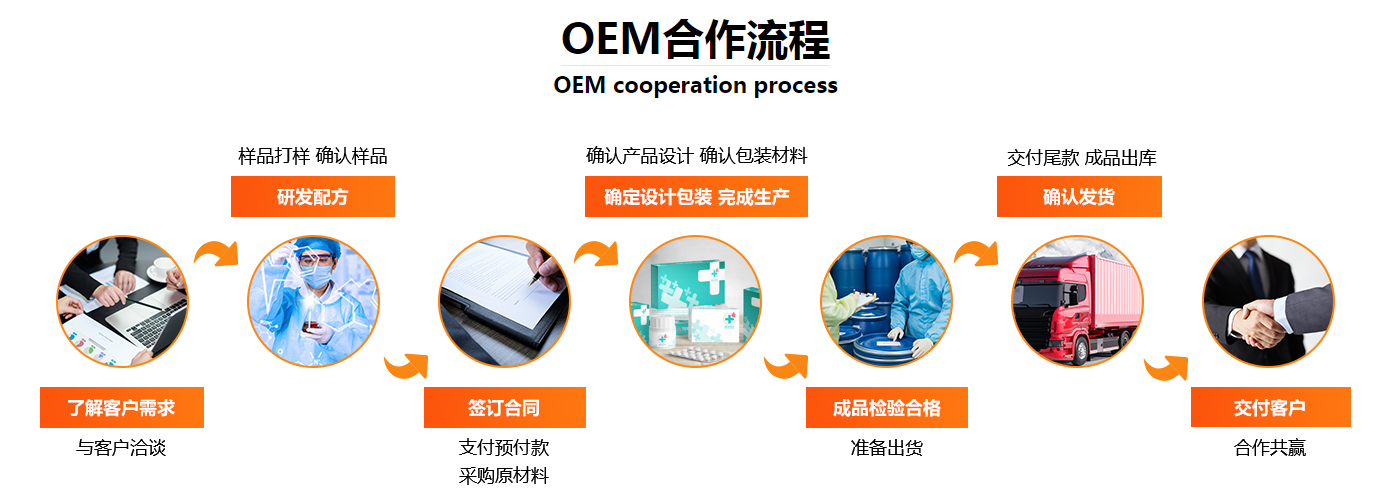 OEM合作流程
OEM cooperation process
样品打样 确认样品
研发配方
确认产品设计 确认包装材料
确定设计包装 完成生产
交付尾款 成品出库
确认发货
了解客户需求
与客户洽谈
签订合同
支付预付款
采购原材料
成品检验合格
准备出货
交付客户
合作共赢